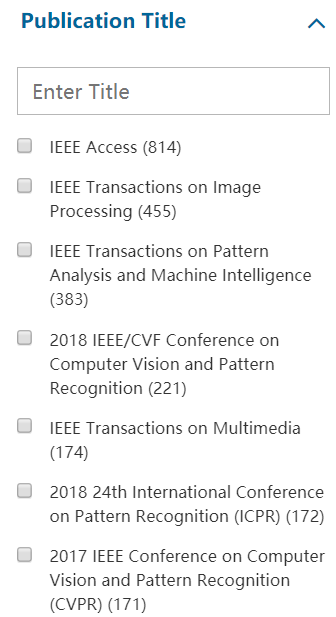 Publication Title
Enter Title
IEEE Access (814)
IEEE Transactions on Image
Processing (455)
IEEE Transactions on Pattern
Analysis and Machine Intelligence
(383)
2018 IEEE/CVF Conference on
Computer Vision and Pattern
Recognition (221)
IEEE Transactions on Multimedia
(174)
2018 24th International Conference
on Pattern Recognition (ICPR) (172)
2017 IEEE Conference on Computer
Vision and Pattern Recognition
(CVPR) (171)